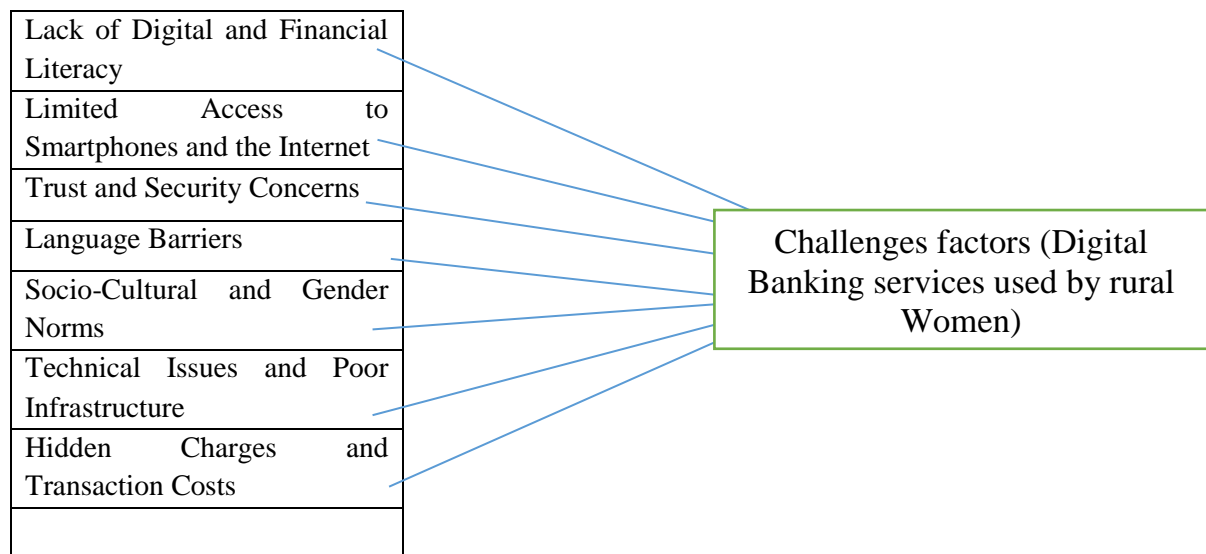 Lack of Digital and Financial
Literacy
Limited Access to
Smartphones and the Internet
Trust and Security Concerns
Language Barriers
Socio-Cultural and Gender
Norms
Technical Issues and Poor
Infrastructure
Hidden Charges and
Transaction Costs
Challenges factors (Digital
Banking services used by rural
Women)